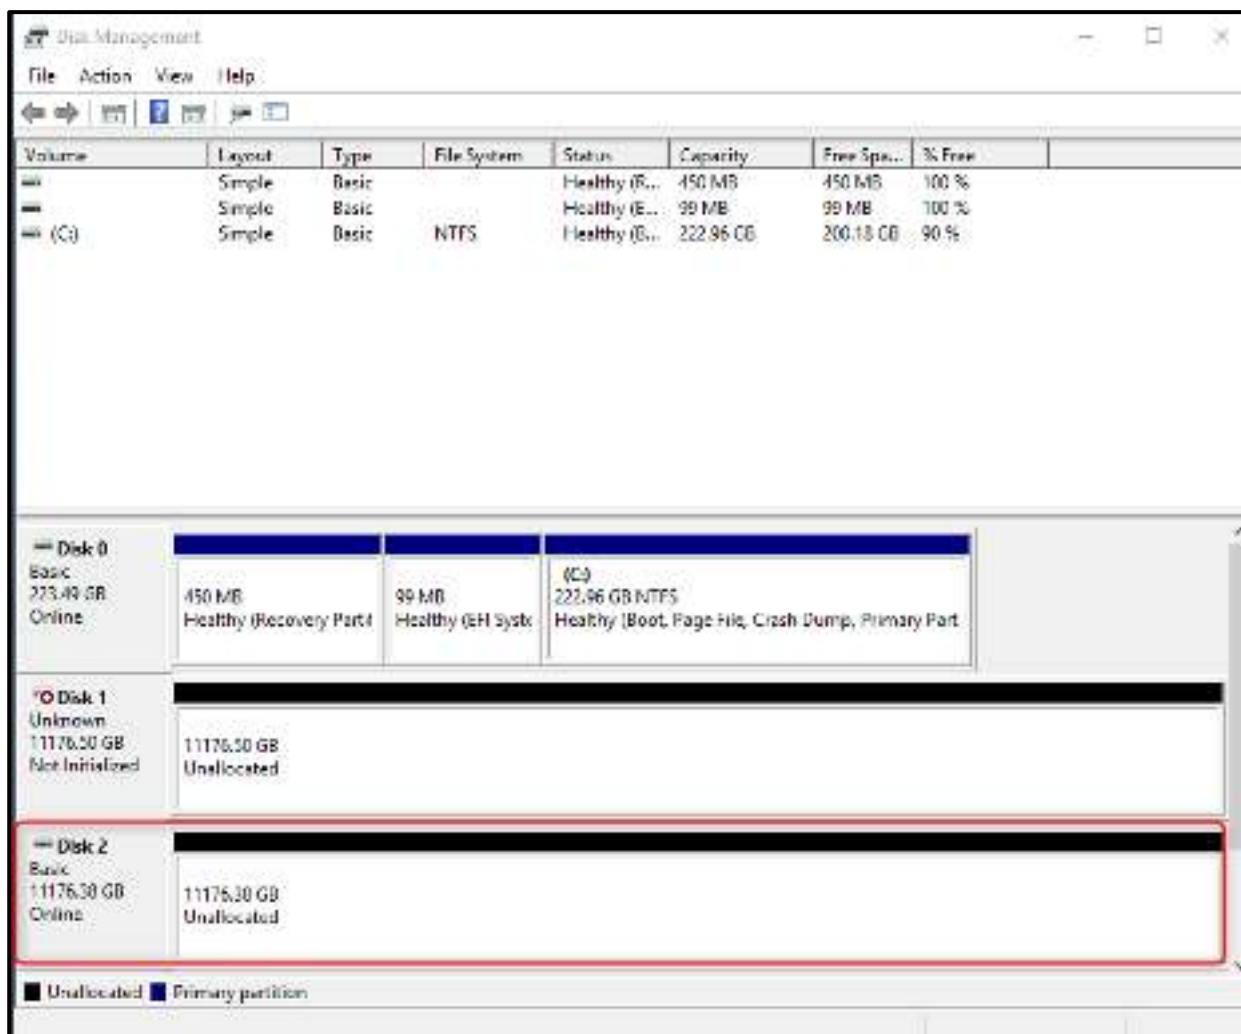 Disk Management
File Action View Help
Volume Layout Type File System Status Capacity Free Spa... % Free
Simple Basic Healthy (R... 450 MB 450 MB 100 %
Simple Basic Healthy (E... 99 MB 99 MB 100 %
(C:) Simple Basic NTFS Healthy (B... 222.96 GB 200.18 GB 90 %
Disk 0
Basic
223.49 GB
Online
450 MB
Healthy (Recovery Parti
99 MB
Healthy (EFI Syste
(C:)
222.96 GB NTFS
Healthy (Boot, Page File, Crash Dump, Primary Part
Disk 1
Unknown
11176.50 GB
Not Initialized
11176.50 GB
Unallocated
Disk 2
Basic
11176.38 GB
Online
11176.38 GB
Unallocated
Unallocated Primary partition